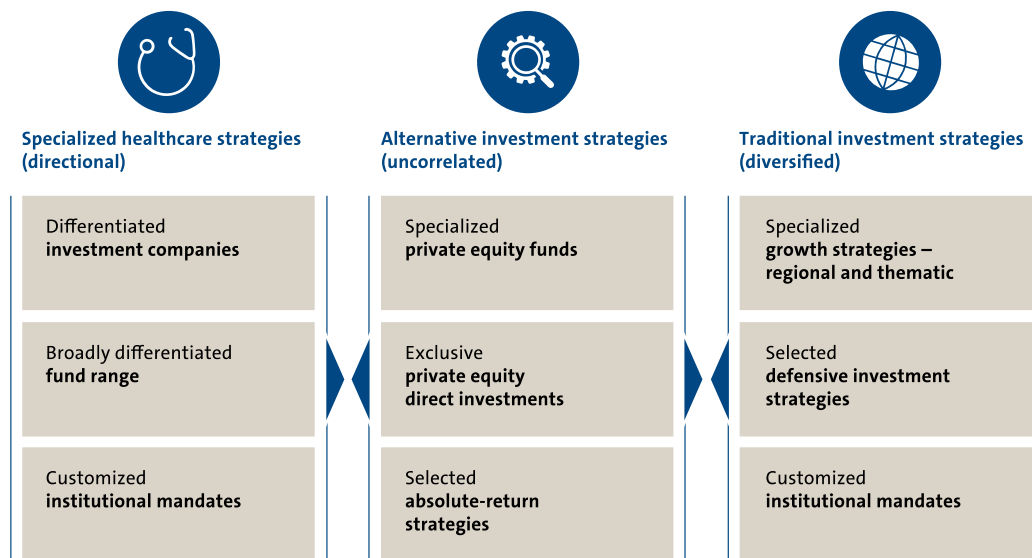 Specialized healthcare strategies
(directional)
Differentiated
investment companies
Broadly differentiated
fund range
Customized
institutional mandates
Alternative investment strategies
(uncorrelated)
Specialized
private equity funds
Exclusive
private equity
direct investments
Selected
absolute-return
strategies
Traditional investment strategies
(diversified)
Specialized
growth strategies –
regional and thematic
Selected
defensive investment
strategies
Customized
institutional mandates